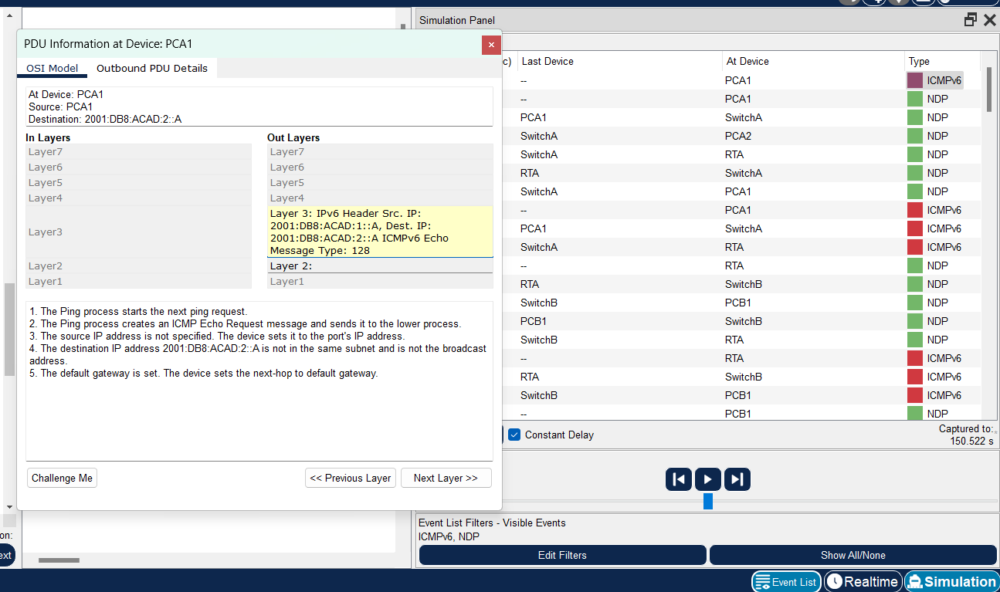 Simulation Panel
PDU Information at Device: PCA1
OSI Model Outbound PDU Details
At Device: PCA1
Source: PCA1
Destination: 2001:DB8:ACAD:2::A
In Layers
Layer7
Layer6
Layer5
Layer4
Layer3
Layer2
Layer1
Out Layers
Layer7
Layer6
Layer5
Layer4
Layer 3: IPv6 Header Src. IP:
2001:DB8:ACAD:1::A, Dest. IP:
2001:DB8:ACAD:2::A ICMPv6 Echo
Message Type: 128
Layer 2:
Layer1
1. The Ping process starts the next ping request.
2. The Ping process creates an ICMP Echo Request message and sends it to the lower process.
3. The source IP address is not specified. The device sets it to the port's IP address.
4. The destination IP address 2001:DB8:ACAD:2::A is not in the same subnet and is not the broadcast
address.
5. The default gateway is set. The device sets the next-hop to default gateway.
Challenge Me << Previous Layer Next Layer >>
c) Last Device At Device Type
-- PCA1 ICMPv6
-- PCA1 NDP
PCA1 SwitchA NDP
SwitchA PCA2 NDP
SwitchA RTA NDP
RTA SwitchA NDP
SwitchA PCA1 NDP
-- PCA1 ICMPv6
PCA1 SwitchA ICMPv6
SwitchA RTA ICMPv6
-- RTA NDP
RTA SwitchB NDP
SwitchB PCB1 NDP
PCB1 SwitchB NDP
SwitchB RTA NDP
-- RTA ICMPv6
RTA SwitchB ICMPv6
SwitchB PCB1 ICMPv6
-- PCB1 NDP
Constant Delay
Captured to:
150.522 s
Event List Filters - Visible Events
ICMPv6, NDP
Edit Filters Show All/None
on:
ext
Event List Realtime Simulation